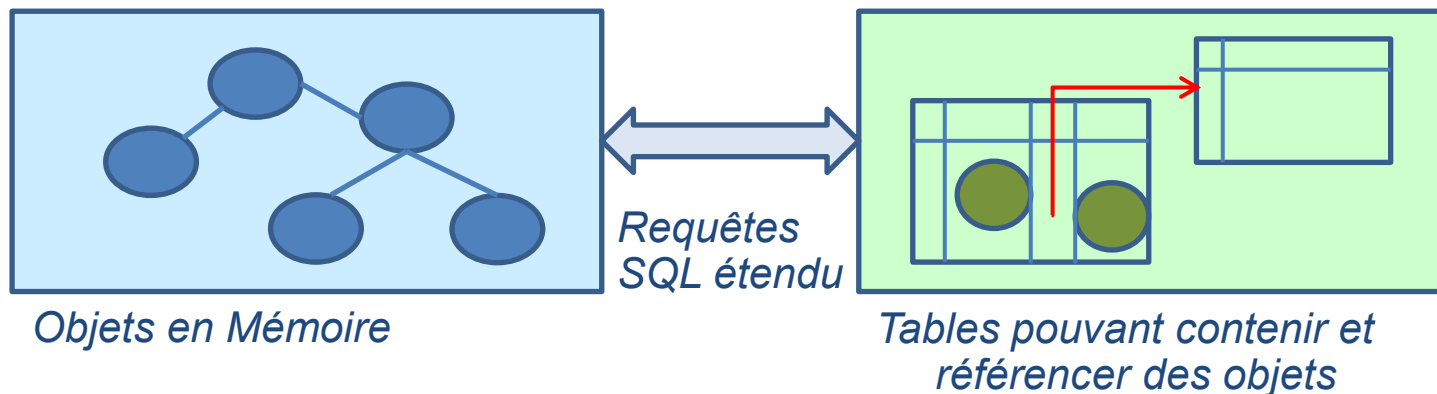 Requêtes
SQL étendu
Objets en Mémoire
Tables pouvant contenir et
référencer des objets